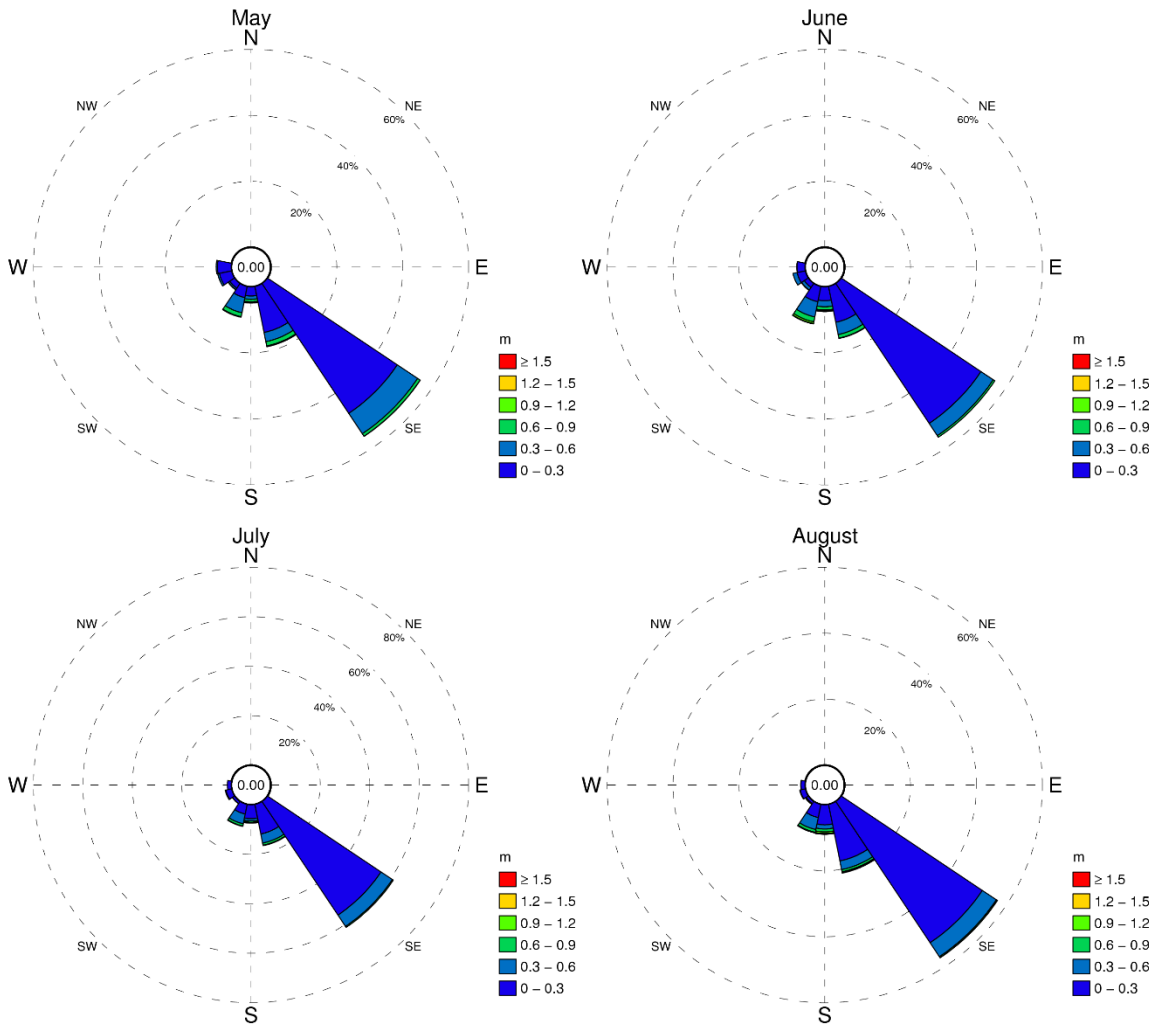 May
N
NW
NE
60%
40%
20%
W
0.00
E
m
≥ 1.5
1.2 − 1.5
0.9 − 1.2
0.6 − 0.9
0.3 − 0.6
0 − 0.3
SW
SE
S
June
N
NW
NE
60%
40%
20%
W
0.00
E
m
≥ 1.5
1.2 − 1.5
0.9 − 1.2
0.6 − 0.9
0.3 − 0.6
0 − 0.3
SW
SE
S
July
N
NW
NE
80%
60%
40%
20%
W
0.00
E
m
≥ 1.5
1.2 − 1.5
0.9 − 1.2
0.6 − 0.9
0.3 − 0.6
0 − 0.3
SW
SE
S
August
N
NW
NE
60%
40%
20%
W
0.00
E
m
≥ 1.5
1.2 − 1.5
0.9 − 1.2
0.6 − 0.9
0.3 − 0.6
0 − 0.3
SW
SE
S